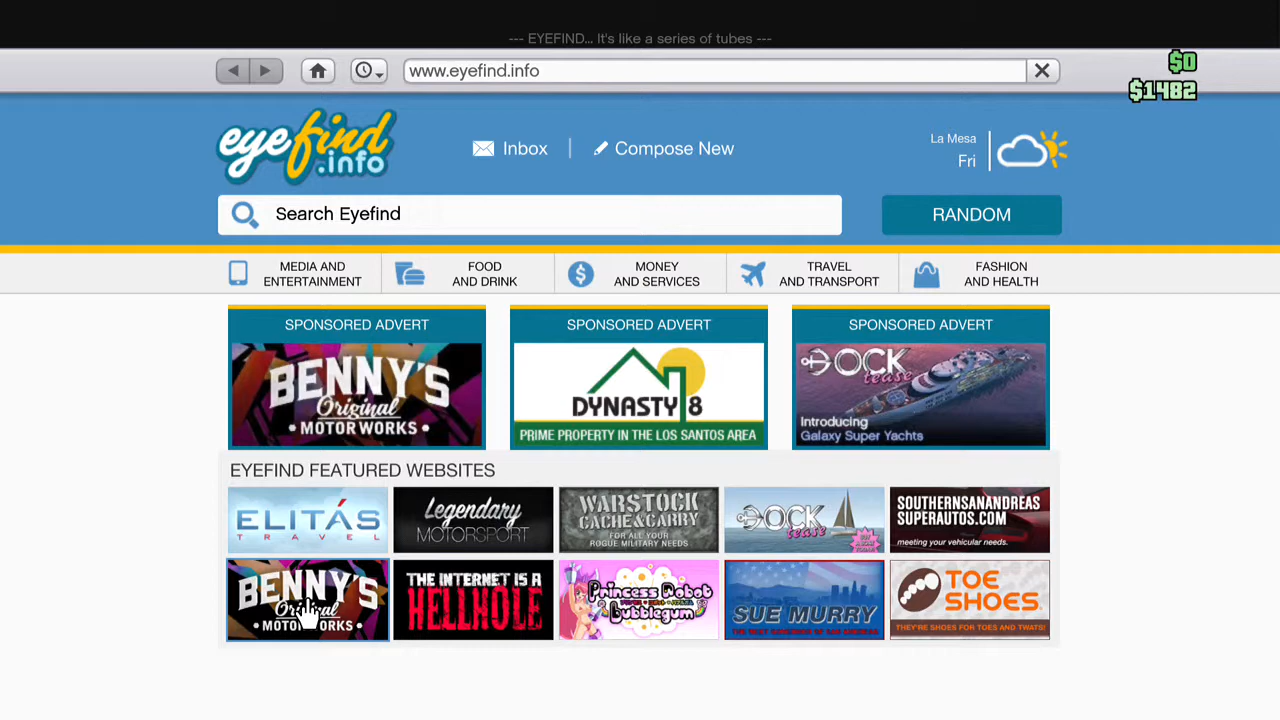 --- EYEFIND... It's like a series of tubes ---
www.eyefind.info
$0
$1482
eyefind
.info
Inbox
Compose New
La Mesa
Fri
Search Eyefind
RANDOM
MEDIA AND
ENTERTAINMENT
FOOD
AND DRINK
MONEY
AND SERVICES
TRAVEL
AND TRANSPORT
FASHION
AND HEALTH
SPONSORED ADVERT
BENNY'S
Original
MOTORWORKS
SPONSORED ADVERT
DYNASTY 8
PRIME PROPERTY IN THE LOS SANTOS AREA
SPONSORED ADVERT
DOCK
tease
Introducing
Galaxy Super Yachts
EYEFIND FEATURED WEBSITES
ELITÁS
TRAVEL
Legendary
MOTORSPORT
WARSTOCK
CACHE & CARRY
FOR ALL YOUR
ROGUE MILITARY NEEDS
DOCK
tease
SOUTHERNSANANDREAS
SUPERAUTOS.COM
meeting your vehicular needs.
BENNY'S
Original
MOTORWORKS
THE INTERNET IS A
HELLHOLE
Princess Robot
Bubblegum
SUE MURRY
TOE
SHOES
THEY'RE SHOES FOR TOES AND TWATS!